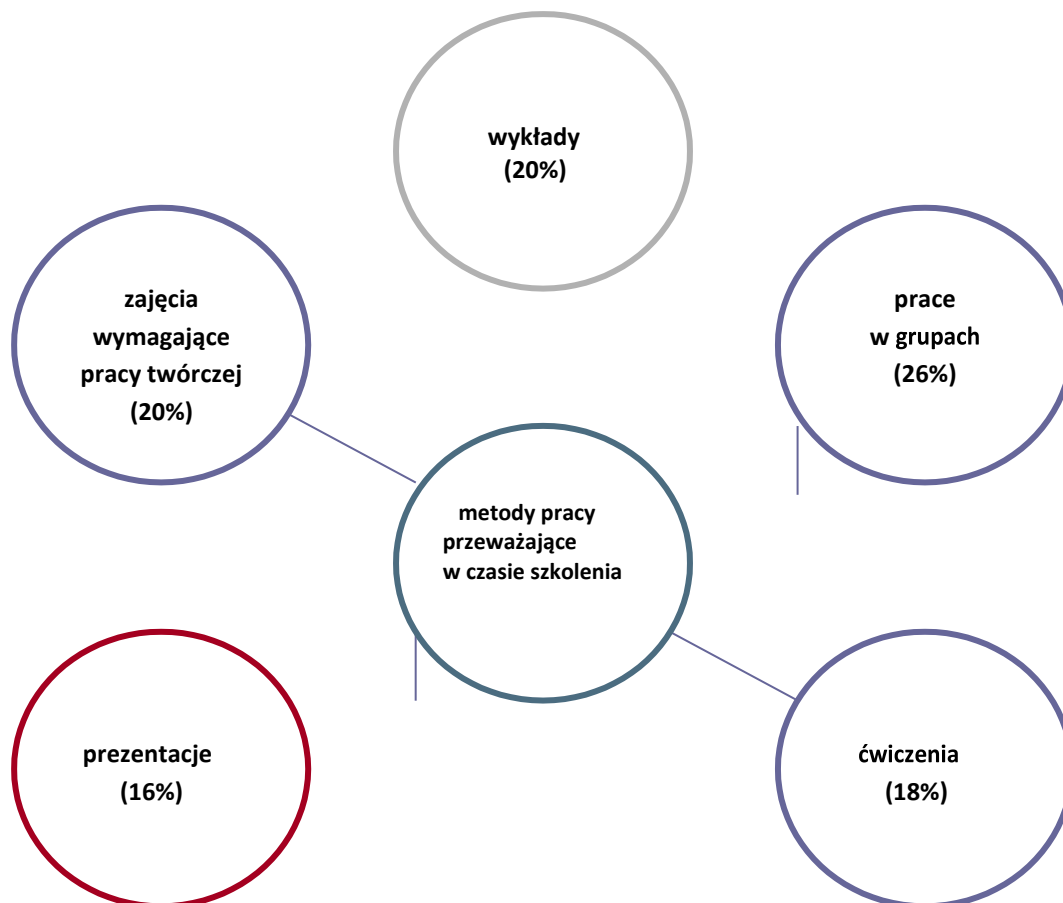 wykłady
(20%)
zajęcia
wymagające
pracy twórczej
(20%)
prace
w grupach
(26%)
metody pracy
przeważające
w czasie szkolenia
prezentacje
(16%)
ćwiczenia
(18%)